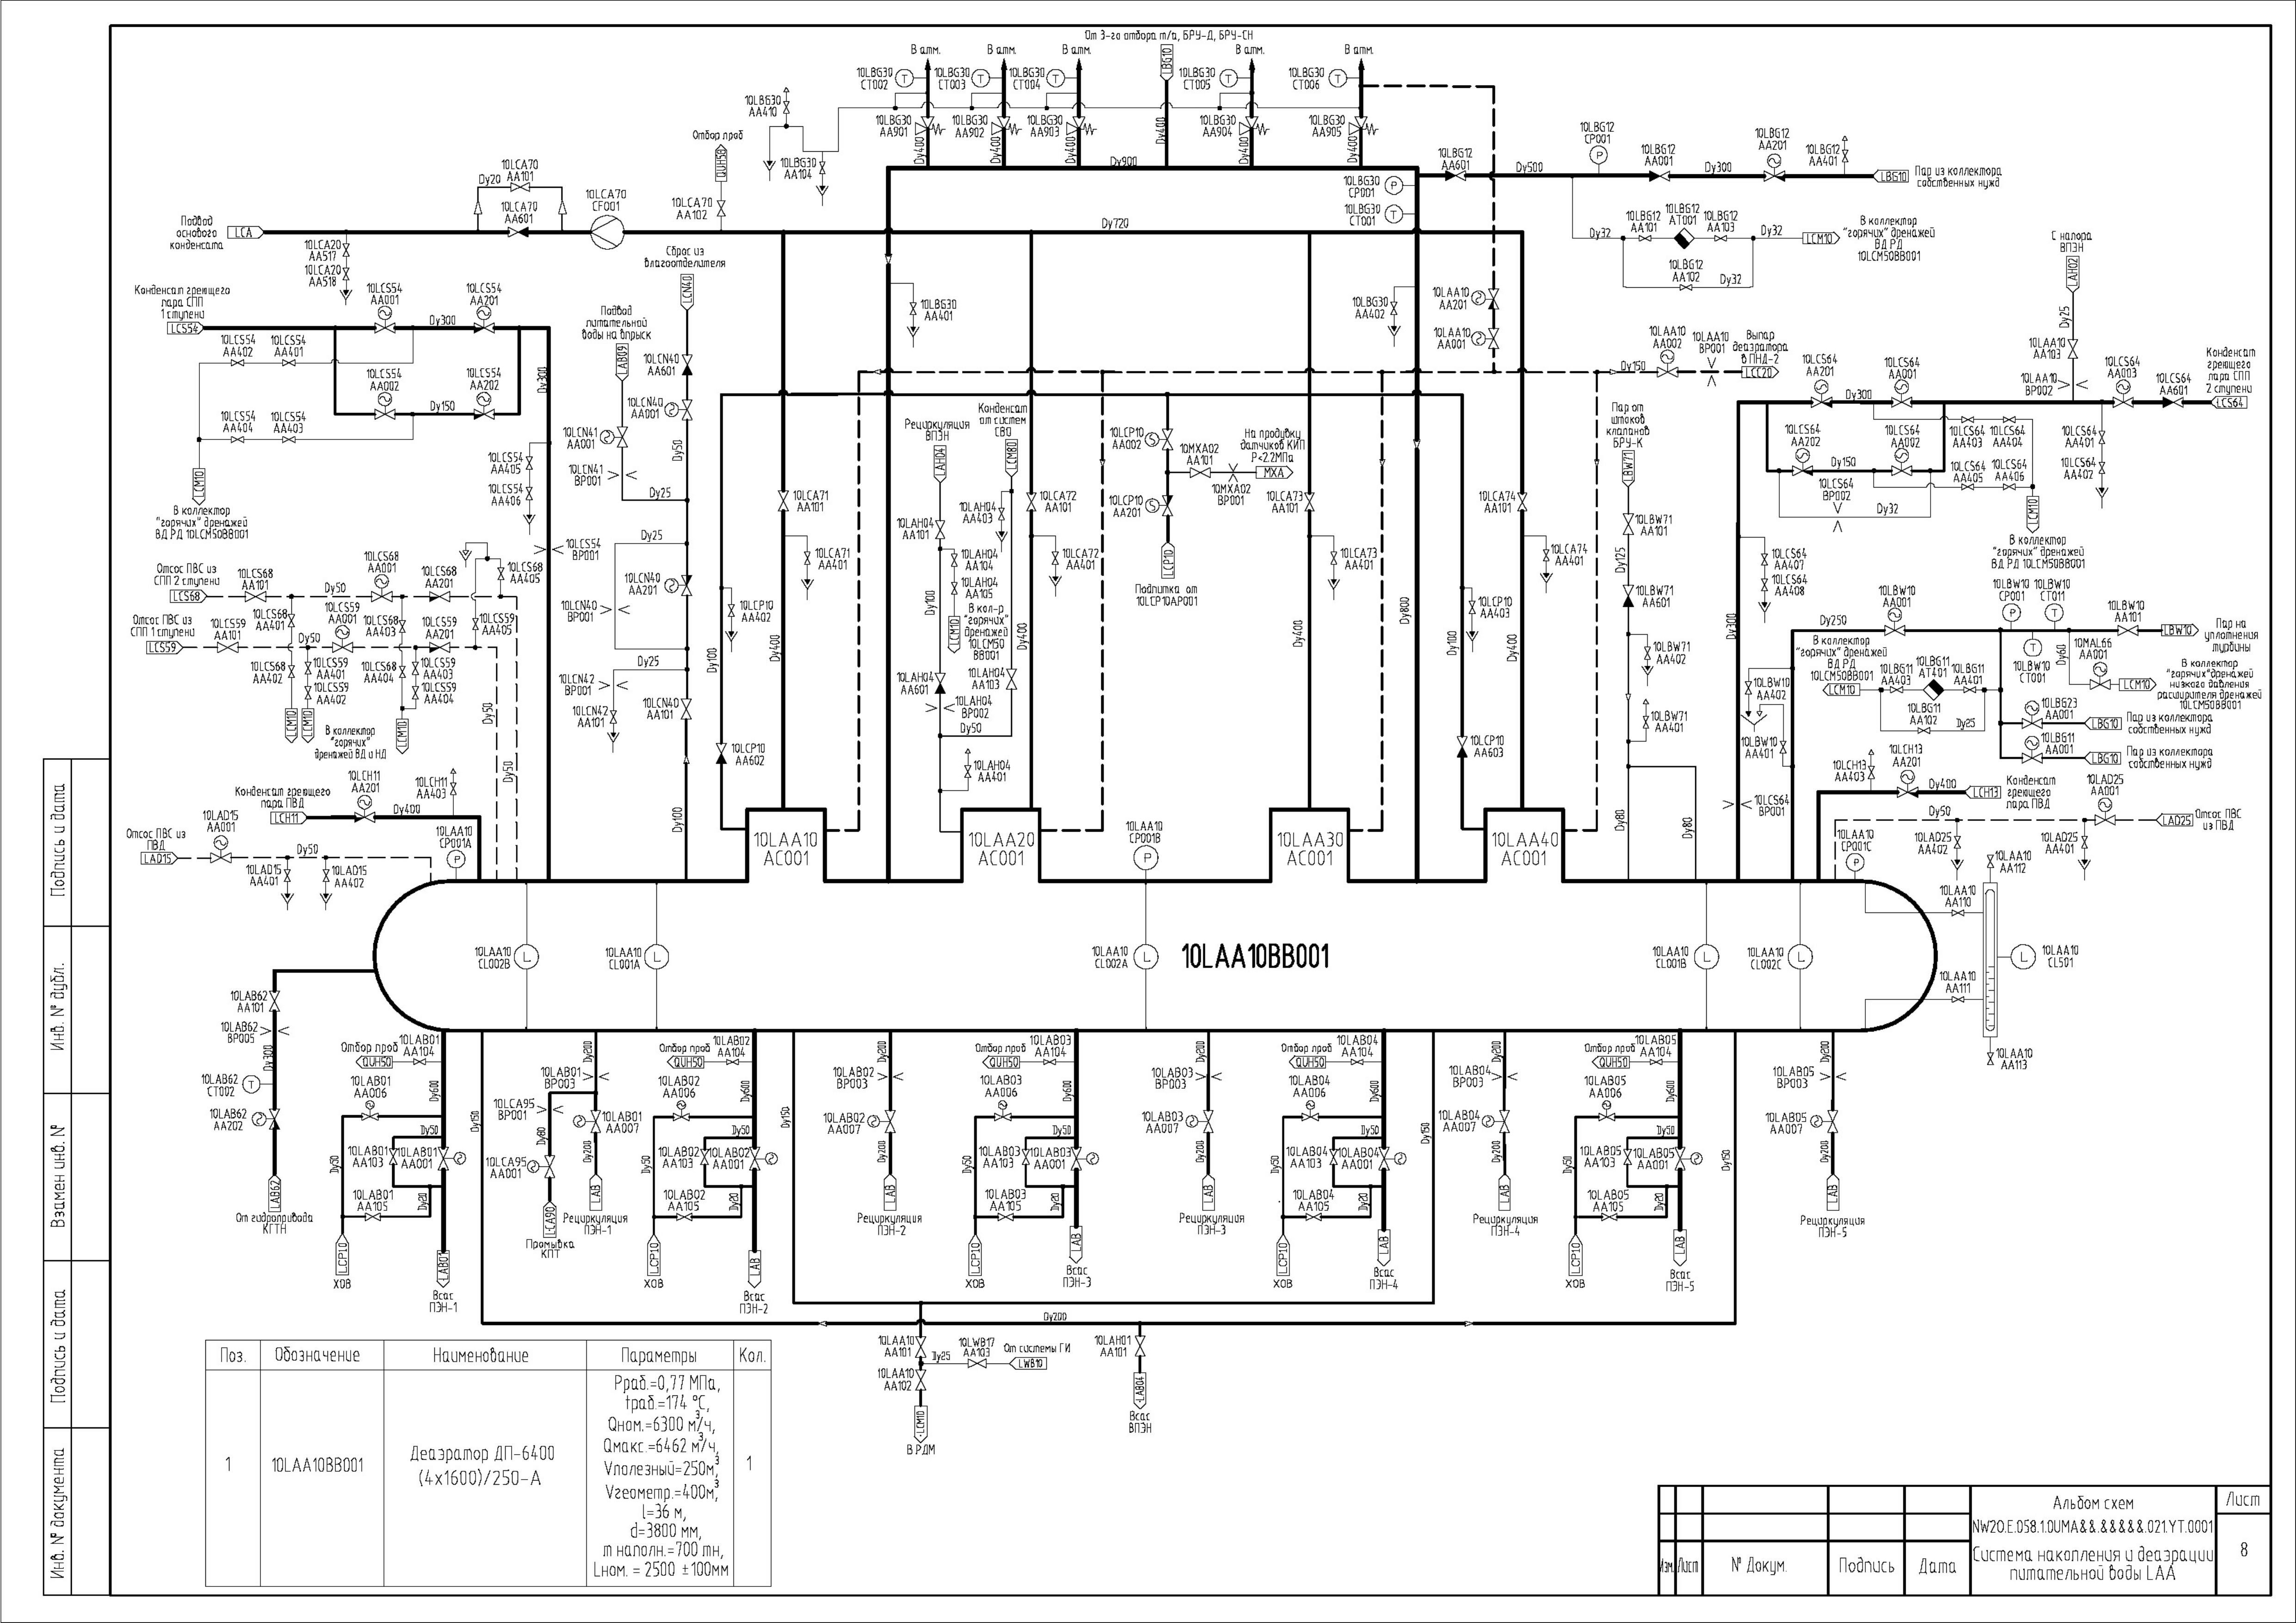 От 3-го отбора т/а, БРУ-Д, БРУ-СН
LBG10
В атм.
В атм.
В атм.
В атм.
В атм.
10LBG30
CT002
10LBG30
CT003
10LBG30
CT004
10LBG30
CT005
10LBG30
CT006
T
T
T
T
T
10LBG30
AA410
10LBG30
AA104
10LBG30
AA901
10LBG30
AA902
10LBG30
AA903
10LBG30
AA904
10LBG30
AA905
Dy400
Dy400
Dy400
Dy400
Dy400
Dy400
Dy900
Отбор проб
QUH58
10LCA70
AA101
Dy20
10LCA70
AA601
10LCA70
CF001
10LCA70
AA102
Подвод
основого
конденсата
LCA
10LCA20
AA517
10LCA20
AA518
Dy720
10LBG30
CP001
P
10LBG30
CT001
T
10LBG12
AA601
Dy500
10LBG12
CP001
P
10LBG12
AA001
Dy300
10LBG12
AA201
10LBG12
AA401
LBG10
Пар из коллектора
собственных нужд
10LBG12
AA101
10LBG12
AT001
10LBG12
AA103
Dy32
Dy32
LCM10
10LBG12
AA102
Dy32
В коллектор
"горячих" дренажей
ВД РД
10LCM50BB001
С напора
ВПЭН
LAH02
Dy25
10LAA10
AA103
Конденсат греющего
пара СПП
1 ступени
LCS54
10LCS54
AA001
10LCS54
AA201
Dy300
10LCS54
AA402
10LCS54
AA401
10LCS54
AA002
10LCS54
AA202
Dy150
10LCS54
AA404
10LCS54
AA403
Dy300
LCM10
В коллектор
"горячих" дренажей
ВД РД 10LCM50BB001
10LCS54
AA405
10LCS54
AA406
10LCS54
BP001
Сброс из
влагоотделителя
LCN40
Подвод
питательной
воды на впрыск
LAB09
10LCN40
AA601
10LCN40
AA001
10LCN41
AA001
10LCN41
BP001
Dy50
Dy25
Dy25
10LCN40
AA201
10LCN40
BP001
Dy25
10LCN42
BP001
10LCN42
AA101
10LCN40
AA101
Dy100
10LBG30
AA401
10LBG30
AA402
10LAA10
AA201
10LAA10
AA001
10LAA10
AA002
Dy150
10LAA10
BP001
Выпар
деаэратора
в ПНД-2
LCC20
10LCS64
AA201
10LCS64
AA001
Dy300
10LAA10
BP002
10LCS64
AA003
10LCS64
AA601
Конденсат
греющего
пара СПП
2 ступени
LCS64
10LCS64
AA202
10LCS64
AA002
Dy150
10LCS64
AA403
10LCS64
AA404
10LCS64
AA401
10LCS64
AA405
10LCS64
AA406
10LCS64
AA402
10LCS64
BP002
Dy32
LCM10
В коллектор
"горячих" дренажей
ВД РД 10LCM50BB001
Рециркуляция
ВПЭН
LAH04
Конденсат
от систем
СВО
LCM80
10LCP10
AA002
На продувку
датчиков КИП
Р<2.2МПа
10MXA02
AA101
MXA
10MXA02
BP001
10LCP10
AA201
LCP10
Подпитка от
10LCP10AP001
Пар от
штоков
клапанов
БРУ-К
LBW71
10LCA71
AA101
10LCA72
AA101
10LCA73
AA101
10LCA74
AA101
10LCA71
AA401
10LCA72
AA401
10LCA73
AA401
10LCA74
AA401
10LAH04
AA101
10LAH04
AA403
10LAH04
AA104
10LAH04
AA105
В кол-р
"горячих"
дренажей
10LCM50
BB001
LCM10
Dy100
10LAH04
AA601
10LAH04
AA103
10LAH04
BP002
Dy50
10LAH04
AA401
Dy400
Dy400
Dy400
Dy400
Dy800
Dy100
Dy100
10LCP10
AA402
10LCP10
AA403
10LCP10
AA602
10LCP10
AA603
10LBW71
AA101
Dy125
10LBW71
AA601
10LBW71
AA402
10LBW71
AA401
Dy80
Dy80
Отсос ПВС из
СПП 2 ступени
LCS68
10LCS68
AA101
Dy50
10LCS68
AA001
10LCS68
AA201
10LCS68
AA405
10LCS68
AA401
10LCS59
AA001
10LCS68
AA403
10LCS59
AA201
10LCS59
AA405
Отсос ПВС из
СПП 1 ступени
LCS59
10LCS59
AA101
Dy50
10LCS68
AA402
10LCS59
AA401
10LCS59
AA402
10LCS68
AA404
10LCS59
AA403
10LCS59
AA404
LCM10
LCM10
LCM10
В коллектор
"горячих"
дренажей ВД и НД
Dy50
Dy50
10LCS64
AA407
10LCS64
AA408
Dy300
10LCS64
BP001
Dy250
10LBW10
AA001
10LBW10
CP001
P
10LBW10
CT011
T
10LBW10
AA101
LBW10
Пар на
уплотнения
турбины
T
10LBW10
CT001
Dy60
10MAL66
AA001
LCM10
В коллектор
"горячих"дренажей
низкого давления
расширителя дренажей
10LCM50BB001
В коллектор
"горячих" дренажей
ВД РД
10LCM50BB001
LCM10
10LBG11
AA403
10LBG11
AT401
10LBG11
AA401
10LBG11
AA102
Dy25
10LBW10
AA402
10LBW10
AA401
10LBG23
AA001
LBG10
Пар из коллектора
собственных нужд
10LBG11
AA001
LBG10
Пар из коллектора
собственных нужд
10LCH13
AA403
10LCH13
AA201
Dy400
LCH13
Конденсат
греющего
пара ПВД
10LAD25
AA001
Dy50
LAD25
Отсос ПВС
из ПВД
10LAD25
AA402
10LAD25
AA401
Конденсат греющего
пара ПВД
LCH11
10LCH11
AA201
Dy400
10LCH11
AA403
Отсос ПВС из
ПВД
LAD15
10LAD15
AA001
Dy50
10LAD15
AA401
10LAD15
AA402
10LAA10
CP001A
P
10LAA10
AC001
10LAA20
AC001
10LAA10
CP001B
P
10LAA30
AC001
10LAA40
AC001
10LAA10
CP001C
P
10LAA10
AA112
10LAA10
AA110
10LAA10
AA111
10LAA10
AA113
L
10LAA10
CL501
10LAA10
CL002B
L
10LAA10
CL001A
L
10LAA10
CL002A
L
10LAA10BB001
10LAA10
CL001B
L
10LAA10
CL002C
L
10LAB62
AA101
10LAB62
BP005
Dy300
10LAB62
CT002
T
10LAB62
AA202
LAB62
От гидропривода
КГТН
Отбор проб
QUH50
10LAB01
AA104
10LAB01
AA006
Dy600
Dy50
10LAB01
AA103
10LAB01
AA001
Dy50
10LAB01
AA105
Dy20
LCP10
ХОВ
LAB01
Всас
ПЭН-1
Dy150
Dy200
10LAB01
BP003
10LCA95
BP001
10LAB01
AA007
Dy80
10LCA95
AA001
Dy200
LCA90
Промывка
КПТ
LAB
Рециркуляция
ПЭН-1
Отбор проб
QUH50
10LAB02
AA104
10LAB02
AA006
Dy600
Dy50
10LAB02
AA103
10LAB02
AA001
Dy50
10LAB02
AA105
Dy20
LCP10
ХОВ
LAB
Всас
ПЭН-2
Dy150
Dy200
10LAB02
BP003
10LAB02
AA007
Dy200
LAB
Рециркуляция
ПЭН-2
Отбор проб
QUH50
10LAB03
AA104
10LAB03
AA006
Dy600
Dy50
10LAB03
AA103
10LAB03
AA001
Dy50
10LAB03
AA105
Dy20
LCP10
ХОВ
LAB
Всас
ПЭН-3
Dy200
10LAB03
BP003
10LAB03
AA007
Dy200
LAB
Рециркуляция
ПЭН-3
Отбор проб
QUH50
10LAB04
AA104
10LAB04
AA006
Dy600
Dy50
10LAB04
AA103
10LAB04
AA001
Dy50
10LAB04
AA105
Dy20
LCP10
ХОВ
LAB
Всас
ПЭН-4
Dy150
Dy200
10LAB04
BP003
10LAB04
AA007
Dy200
LAB
Рециркуляция
ПЭН-4
Отбор проб
QUH50
10LAB05
AA104
10LAB05
AA006
Dy600
Dy50
10LAB05
AA103
10LAB05
AA001
Dy50
10LAB05
AA105
Dy20
LCP10
ХОВ
LAB
Всас
ПЭН-5
Dy150
Dy200
10LAB05
BP003
10LAB05
AA007
Dy200
LAB
Рециркуляция
ПЭН-5
Dy200
10LAA10
AA101
10LWB17
AA103
От системы ГИ
Dy25
LWB10
10LAA10
AA102
LCM10
В РДМ
10LAH01
AA101
LAB04
Всас
ВПЭН
Поз.
Обозначение
Наименование
Параметры
Кол.
1
10LAA10BB001
Деаэратор ДП-6400
(4х1600)/250-А
Pраб.=0,77 МПа,
tраб.=174 °С,
Qном.=6300 м³/ч,
Qмакс.=6462 м³/ч,
Vполезный=250м³,
Vгеометр.=400м³,
l=36 м,
d=3800 мм,
m наполн.=700 тн,
Lном. = 2500 ±100мм
1
Подпись и дата
Инв. № дубл.
Взамен инв. №
Подпись и дата
Инв. № документа
Изм.
Лист
№ Докум.
Подпись
Дата
Альбом схем
NW2O.E.058.1.0UMA&&.&&&&&.021.YT.0001
Система накопления и деаэрации
питательной воды LAA
Лист
8